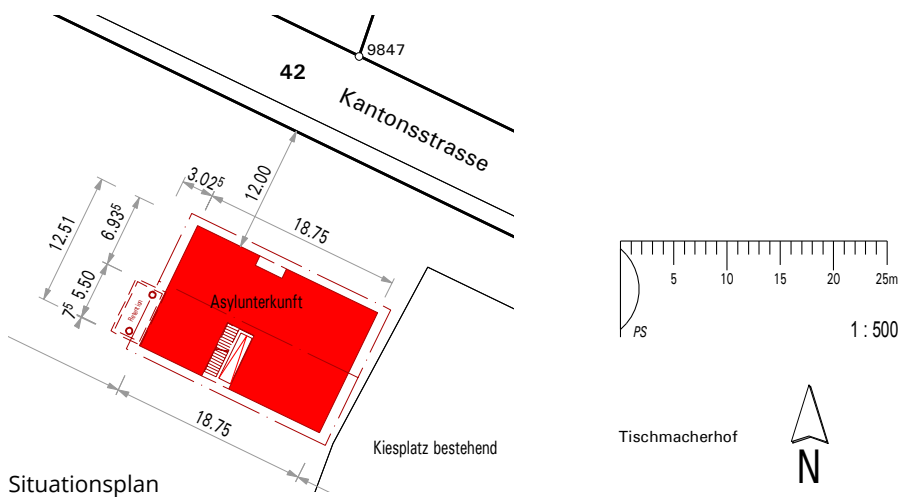 9847
42
Kantonsstrasse
12.00
3.02⁵
18.75
12.51
6.93⁵
5.50
7⁵
Asylunterkunft
5 10 15 20 25m
PS
1 : 500
18.75
Kiesplatz bestehend
Tischmacherhof
N
Situationsplan